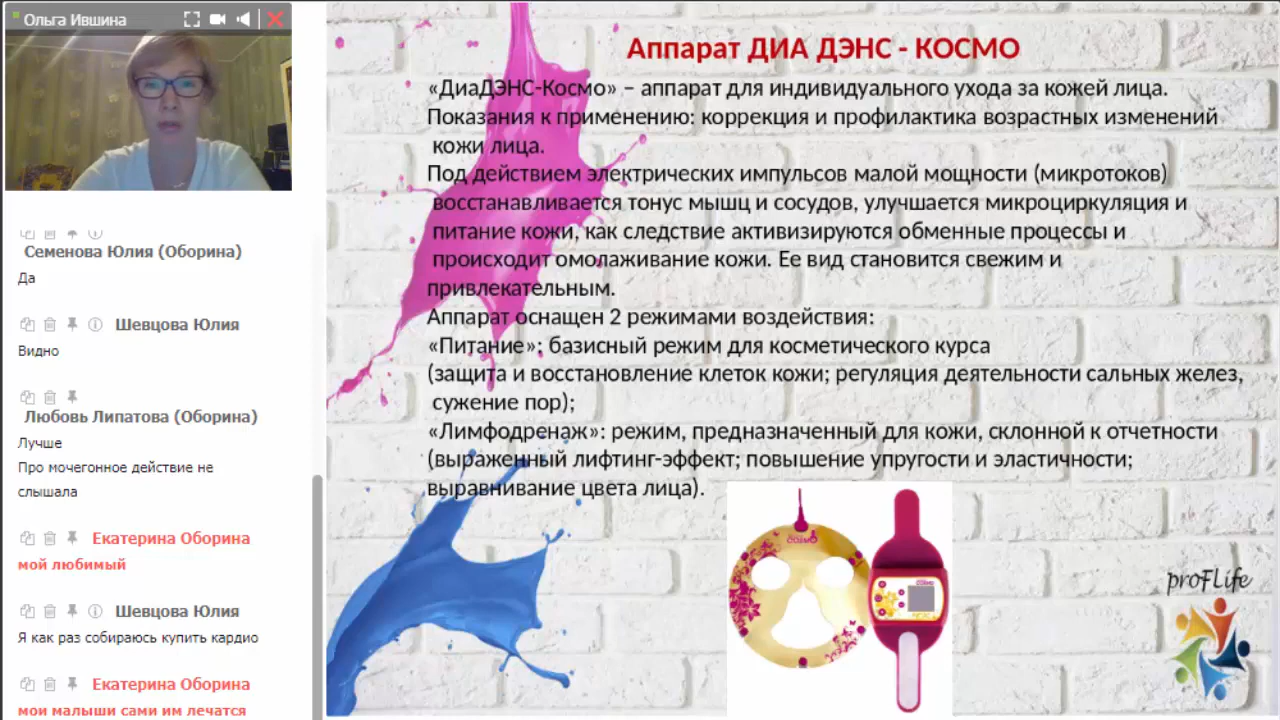 Ольга Ившина
Семенова Юлия (Оборина)
Да
Шевцова Юлия
Видно
Любовь Липатова (Оборина)
Лучше
Про мочегонное действие не
слышала
Екатерина Оборина
мой любимый
Шевцова Юлия
Я как раз собираюсь купить кардио
Екатерина Оборина
мои малыши сами им лечатся
Аппарат ДИА ДЭНС - КОСМО
«ДиаДЭНС-Космо» – аппарат для индивидуального ухода за кожей лица.
Показания к применению: коррекция и профилактика возрастных изменений
кожи лица.
Под действием электрических импульсов малой мощности (микротоков)
восстанавливается тонус мышц и сосудов, улучшается микроциркуляция и
питание кожи, как следствие активизируются обменные процессы и
происходит омолаживание кожи. Ее вид становится свежим и
привлекательным.
Аппарат оснащен 2 режимами воздействия:
«Питание»: базисный режим для косметического курса
(защита и восстановление клеток кожи; регуляция деятельности сальных желез,
сужение пор);
«Лимфодренаж»: режим, предназначенный для кожи, склонной к отчетности
(выраженный лифтинг-эффект; повышение упругости и эластичности;
выравнивание цвета лица).
proFLife